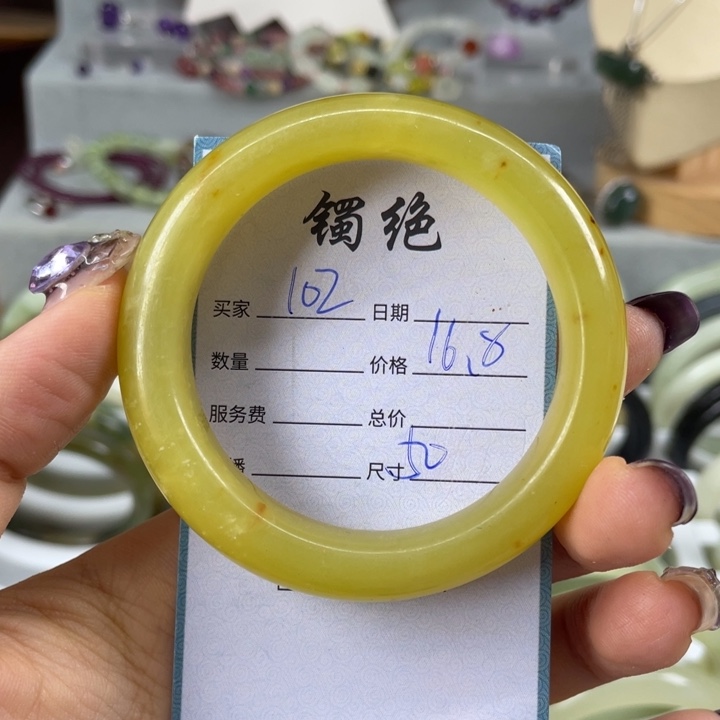 镯绝
买家 102 日期
数量 价格 16.8
服务费 总价
播 尺寸 50